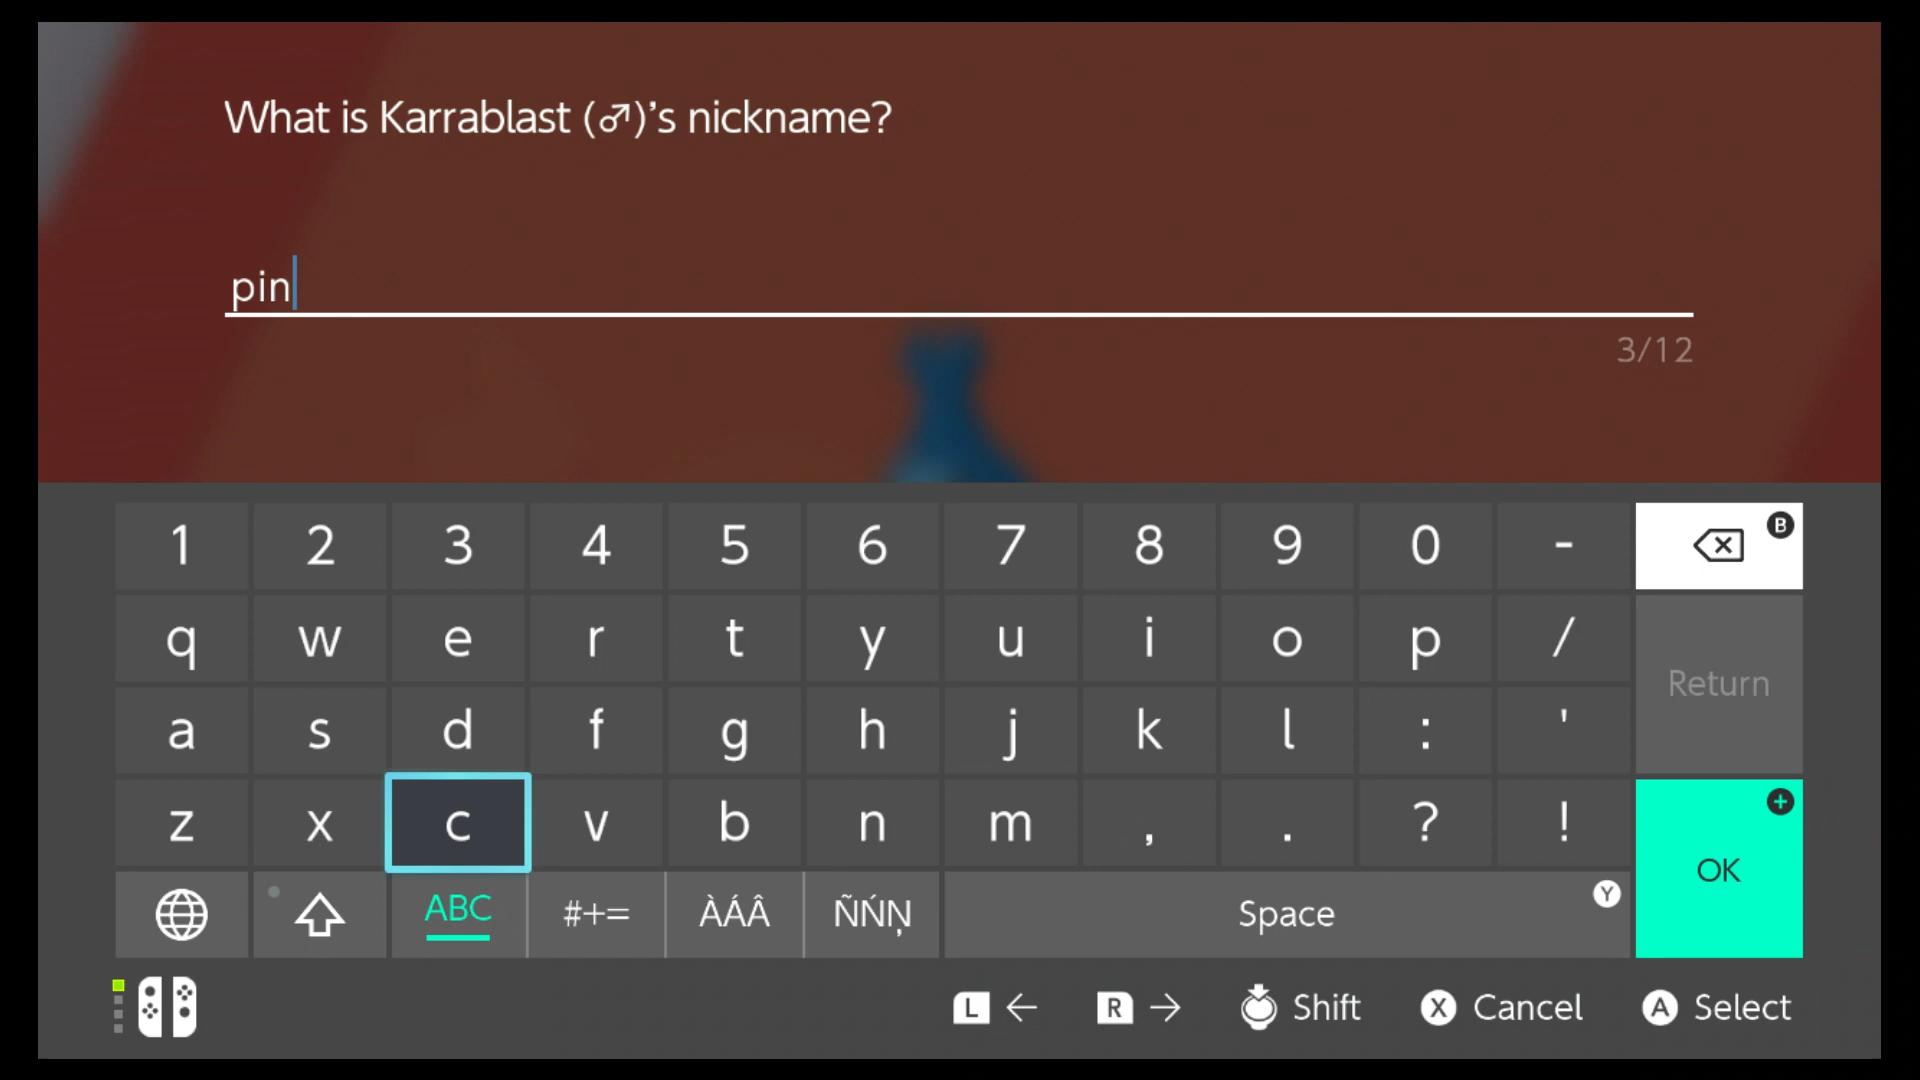 What is Karrablast (♂)'s nickname?
pin
3/12
1 2 3 4 5 6 7 8 9 0 - B
q w e r t y u i o p / Return
a s d f g h j k l : '
z x c v b n m , . ? ! + OK
ABC #+= ÀÁÂ ÑŃŅ Space Y
L ← R → Shift X Cancel A Select